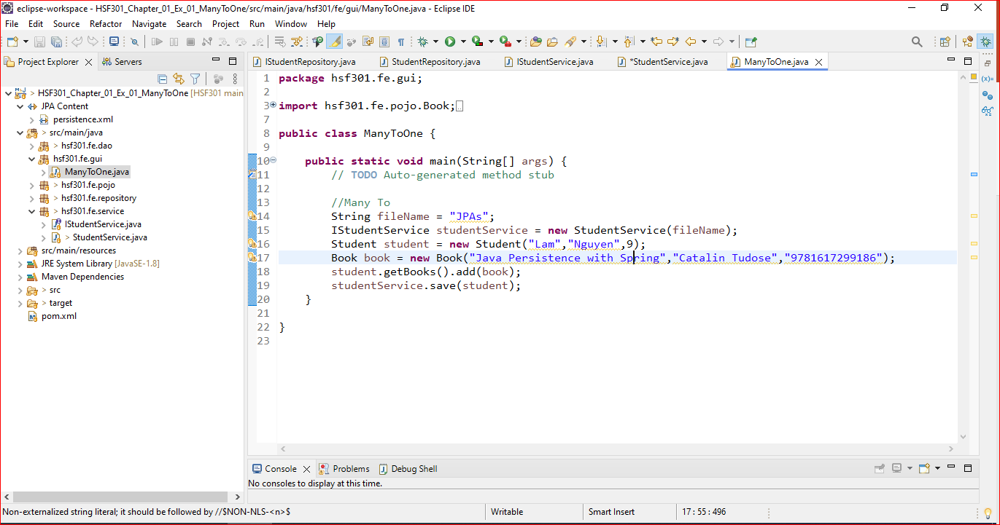 eclipse-workspace - HSF301_Chapter_01_Ex_01_ManyToOne/src/main/java/hsf301/fe/gui/ManyToOne.java - Eclipse IDE
File Edit Source Refactor Navigate Search Project Run Window Help
Project Explorer Servers
HSF301_Chapter_01_Ex_01_ManyToOne [HSF301 main
JPA Content
persistence.xml
src/main/java
hsf301.fe.dao
hsf301.fe.gui
ManyToOne.java
hsf301.fe.pojo
hsf301.fe.repository
hsf301.fe.service
IStudentService.java
StudentService.java
src/main/resources
JRE System Library [JavaSE-1.8]
Maven Dependencies
src
target
pom.xml
IStudentRepository.java StudentRepository.java IStudentService.java *StudentService.java ManyToOne.java
1 package hsf301.fe.gui;
2
3 import hsf301.fe.pojo.Book;
7
8 public class ManyToOne {
9
10 public static void main(String[] args) {
11 // TODO Auto-generated method stub
12
13 //Many To
14 String fileName = "JPAs";
15 IStudentService studentService = new StudentService(fileName);
16 Student student = new Student("Lam","Nguyen",9);
17 Book book = new Book("Java Persistence with Spring","Catalin Tudose","9781617299186");
18 student.getBooks().add(book);
19 studentService.save(student);
20 }
21
22 }
23
Console Problems Debug Shell
No consoles to display at this time.
Non-externalized string literal; it should be followed by //$NON-NLS-<n>$ Writable Smart Insert 17 : 55 : 496